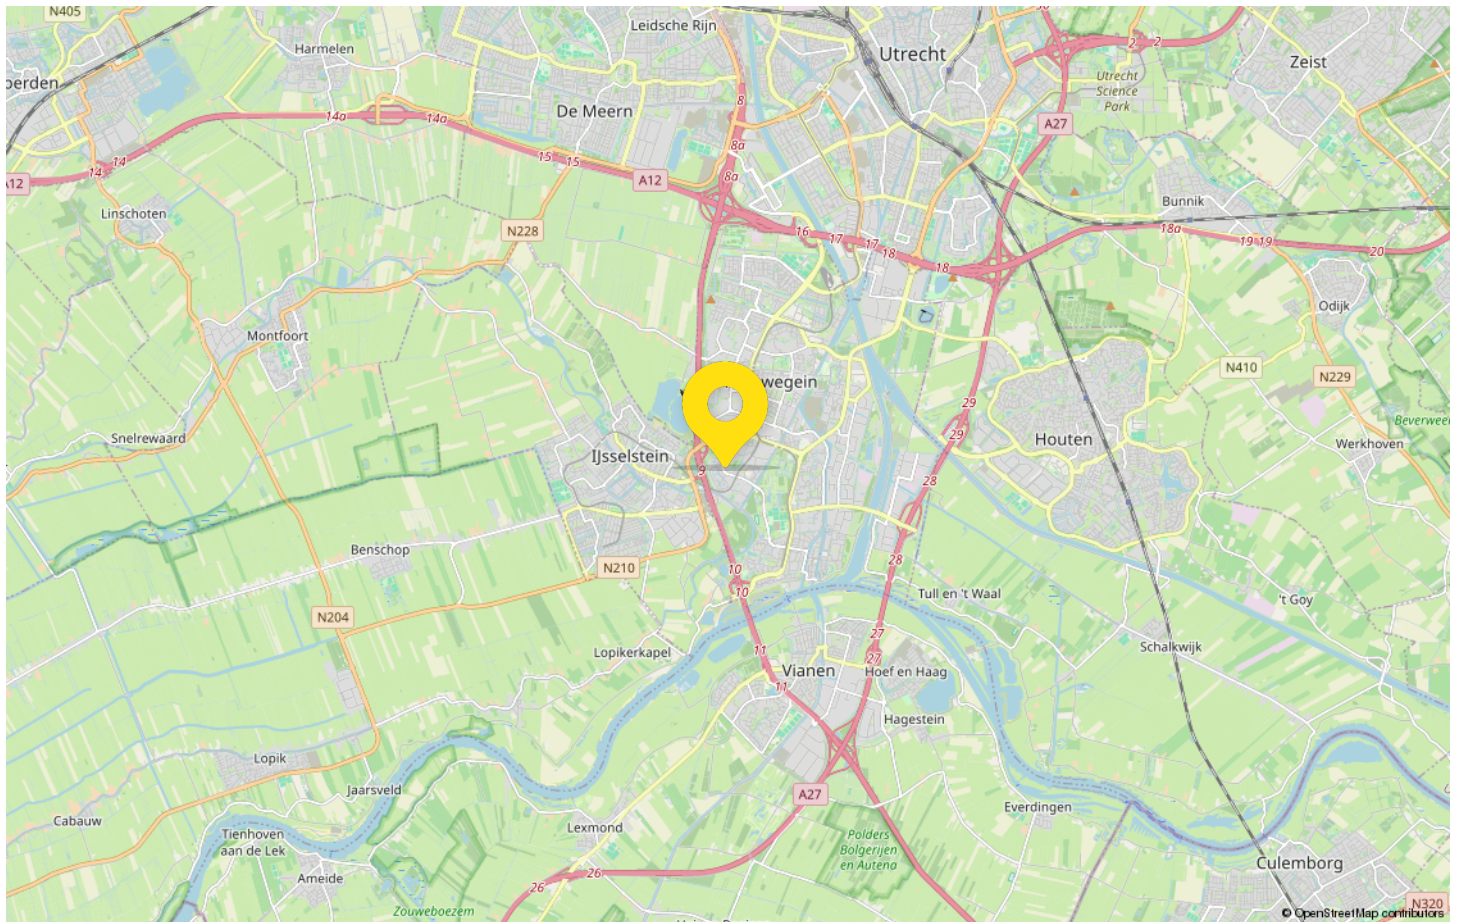 N405
Leidsche Rijn
Utrecht
Harmelen
Zeist
2
2
oerden
Utrecht
Science
Park
8
De Meern
14a
14a
A27
8a
14
14
15
15
8a
A12
A12
Bunnik
Linschoten
N228
16
17
17
18
18
18a
19
19
20
Odijk
Montfoort
N410
N229
wegein
29
29
Beverwee
Snelrewaard
Houten
Werkhoven
IJsselstein
9
28
Benschop
28
N210
10
10
Tull en 't Waal
't Goy
N204
27
27
Lopikerkapel
11
11
Vianen
Hoef en Haag
Schalkwijk
Hagestein
Lopik
Jaarsveld
A27
Everdingen
Cabauw
Tienhoven
aan de Lek
Lexmond
Polders
Bolgerijen
en Autena
Culemborg
Ameide
26
26
Zouweboezem
N320
© OpenStreetMap contributors